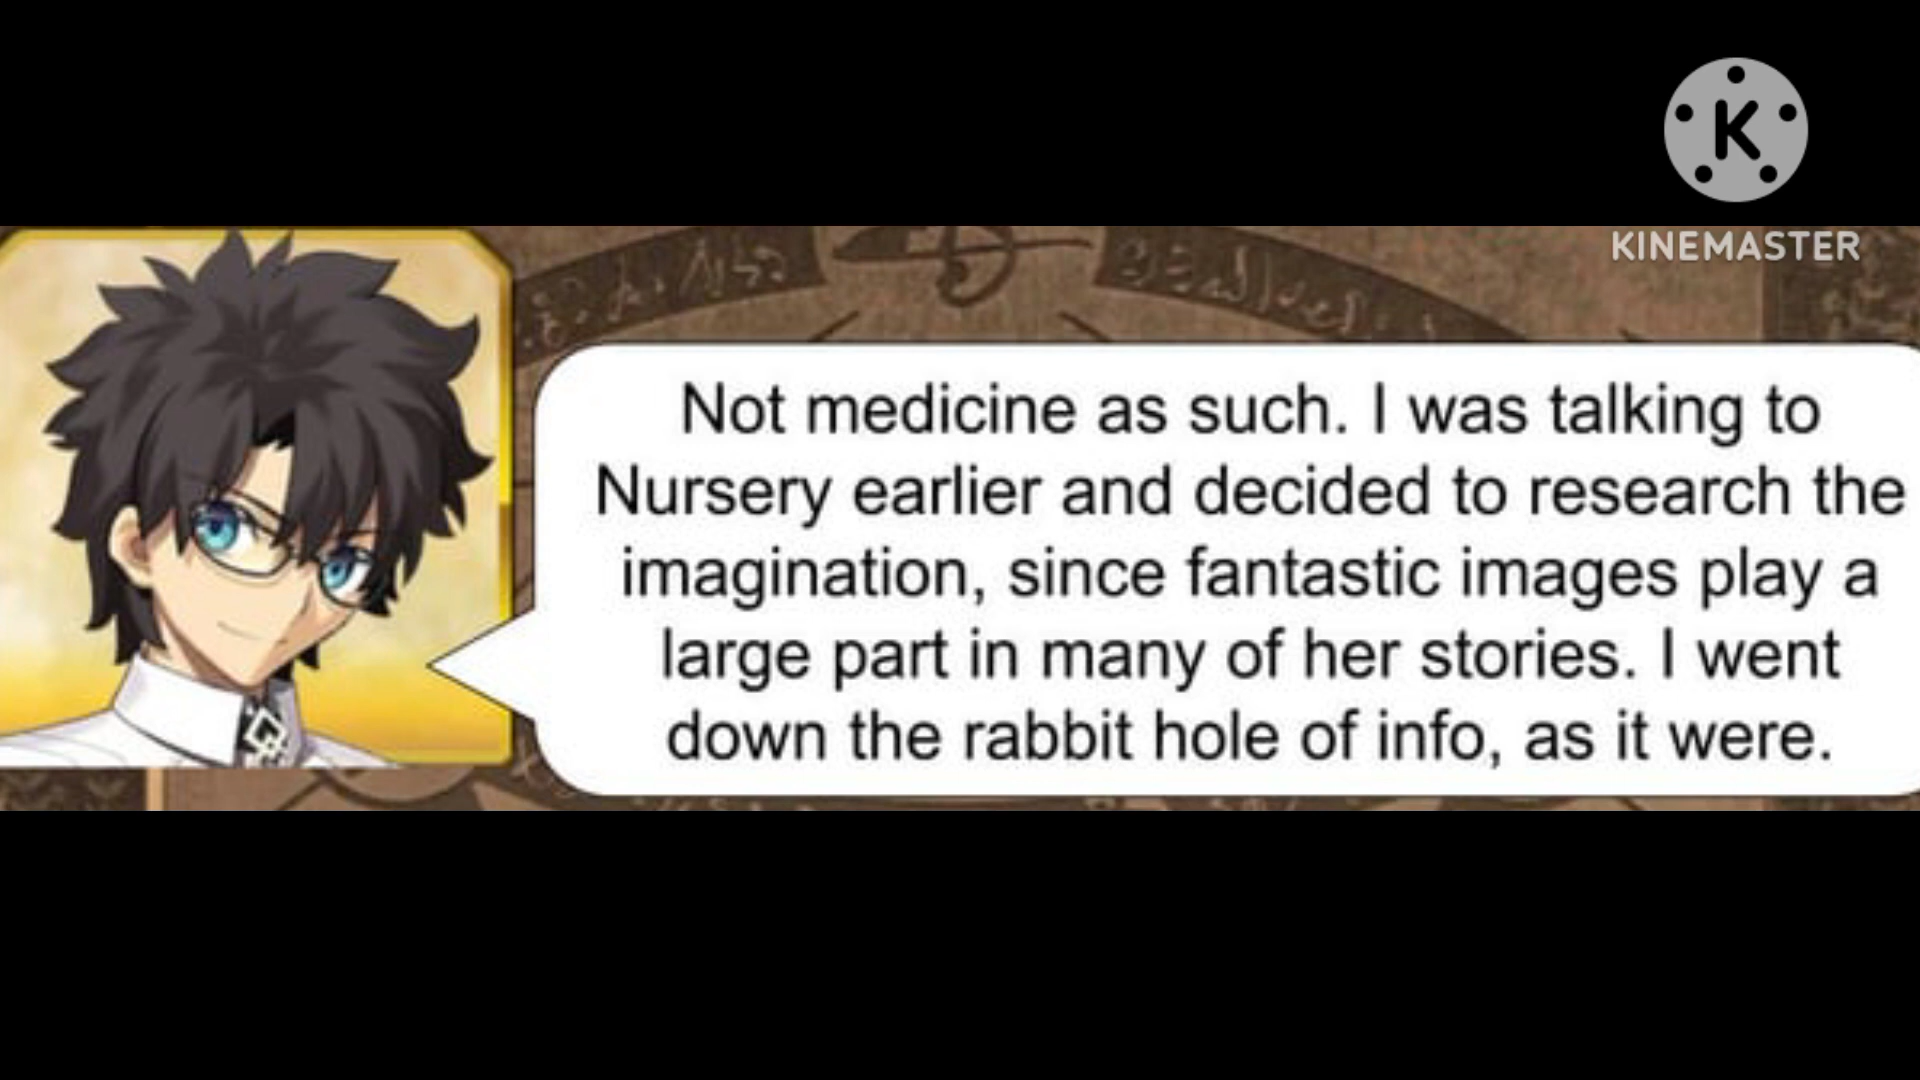 K
KINEMASTER
Not medicine as such. I was talking to
Nursery earlier and decided to research the
imagination, since fantastic images play a
large part in many of her stories. I went
down the rabbit hole of info, as it were.